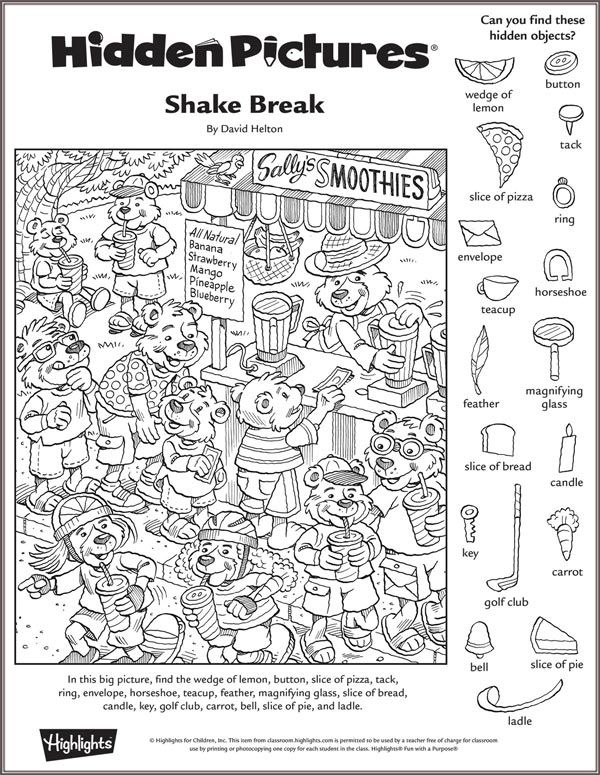 Hidden Pictures®
Shake Break
By David Helton
Can you find these
hidden objects?
wedge of
lemon
button
tack
slice of pizza
ring
envelope
horseshoe
teacup
feather
magnifying
glass
slice of bread
candle
key
carrot
golf club
bell
slice of pie
ladle
Sally's SMOOTHIES
All Natural
Banana
Strawberry
Mango
Pineapple
Blueberry
In this big picture, find the wedge of lemon, button, slice of pizza, tack,
ring, envelope, horseshoe, teacup, feather, magnifying glass, slice of bread,
candle, key, golf club, carrot, bell, slice of pie, and ladle.
Highlights
© Highlights for Children, Inc. This item from classroom.highlights.com is permitted to be used by a teacher free of charge for classroom
use by printing or photocopying one copy for each student in the class. Highlights® Fun with a Purpose®